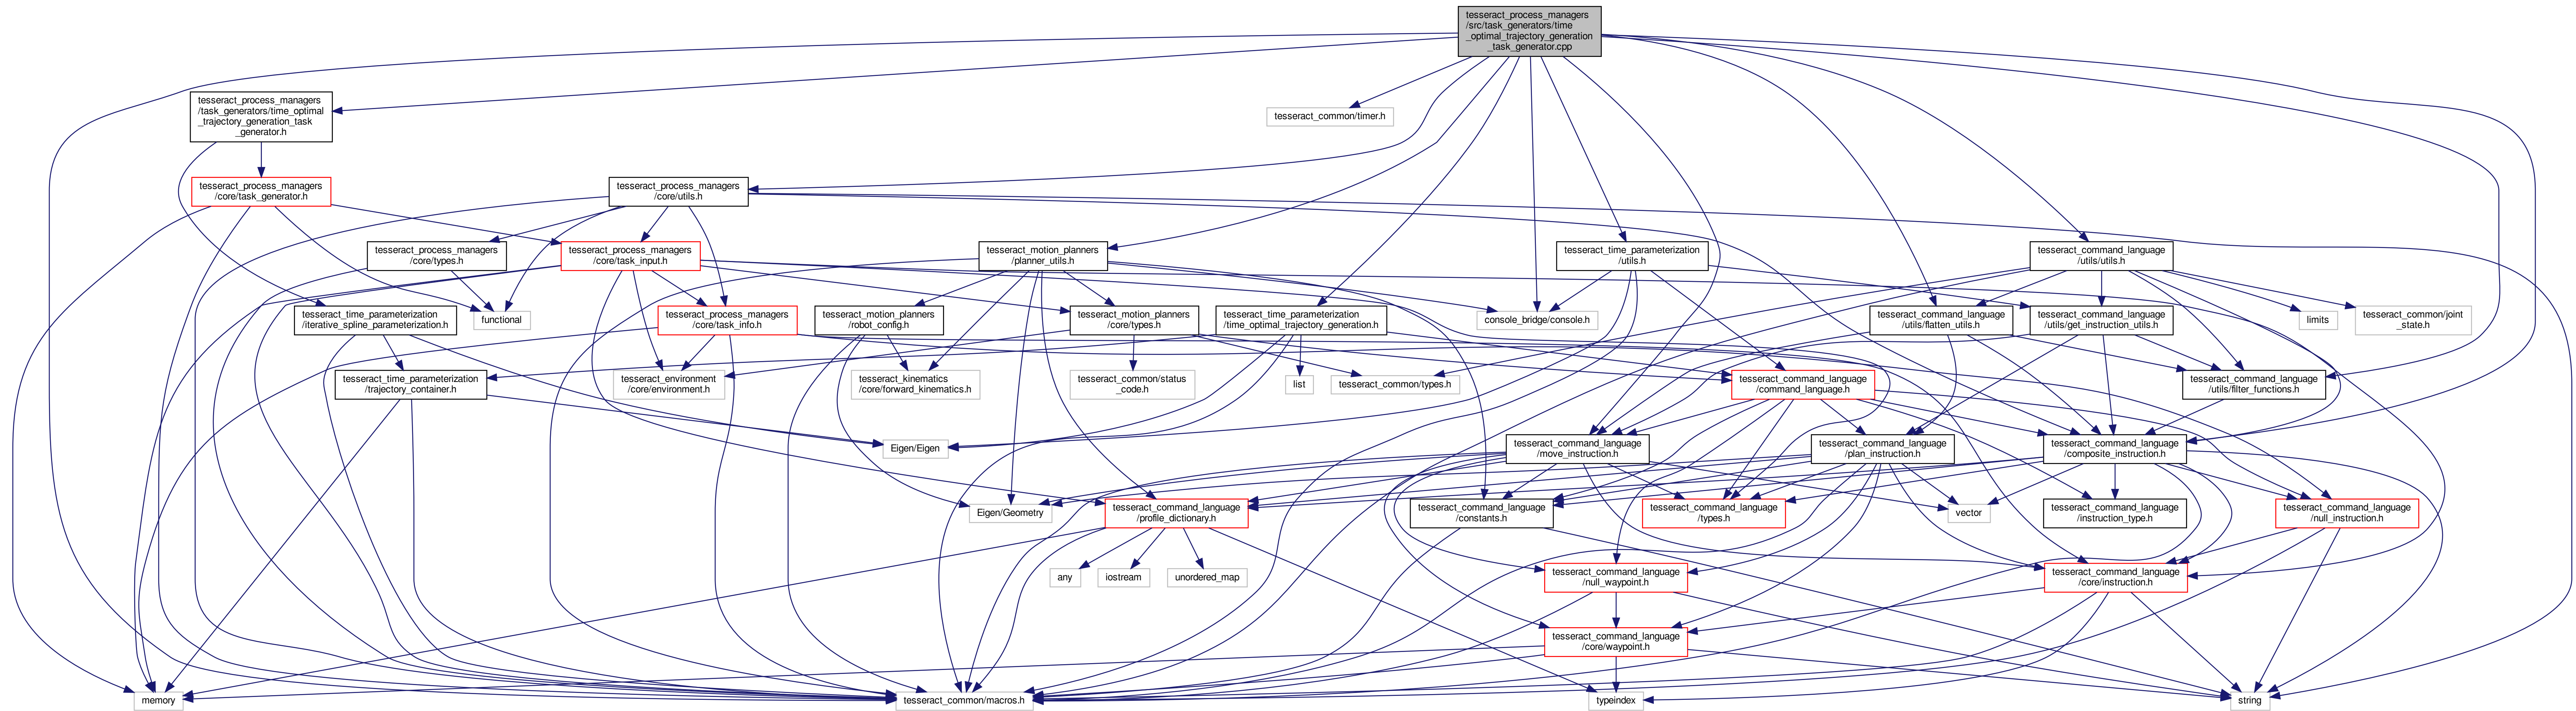 tesseract_process_managers
/src/task_generators/time
_optimal_trajectory_generation
_task_generator.cpp
tesseract_process_managers
/task_generators/time_optimal
_trajectory_generation_task
_generator.h
tesseract_common/timer.h
tesseract_process_managers
/core/task_generator.h
tesseract_process_managers
/core/utils.h
tesseract_process_managers
/core/types.h
tesseract_process_managers
/core/task_input.h
tesseract_motion_planners
/planner_utils.h
tesseract_time_parameterization
/utils.h
tesseract_command_language
/utils/utils.h
tesseract_time_parameterization
/iterative_spline_parameterization.h
functional
tesseract_process_managers
/core/task_info.h
tesseract_motion_planners
/robot_config.h
tesseract_motion_planners
/core/types.h
tesseract_time_parameterization
/time_optimal_trajectory_generation.h
console_bridge/console.h
tesseract_command_language
/utils/flatten_utils.h
tesseract_command_language
/utils/get_instruction_utils.h
limits
tesseract_common/joint
_state.h
tesseract_time_parameterization
/trajectory_container.h
tesseract_environment
/core/environment.h
tesseract_kinematics
/core/forward_kinematics.h
tesseract_common/status
_code.h
list
tesseract_common/types.h
tesseract_command_language
/command_language.h
tesseract_command_language
/utils/filter_functions.h
Eigen/Eigen
tesseract_command_language
/move_instruction.h
tesseract_command_language
/plan_instruction.h
tesseract_command_language
/composite_instruction.h
Eigen/Geometry
tesseract_command_language
/profile_dictionary.h
tesseract_command_language
/constants.h
tesseract_command_language
/types.h
vector
tesseract_command_language
/instruction_type.h
tesseract_command_language
/null_instruction.h
any
iostream
unordered_map
tesseract_command_language
/null_waypoint.h
tesseract_command_language
/core/instruction.h
tesseract_command_language
/core/waypoint.h
memory
tesseract_common/macros.h
typeindex
string